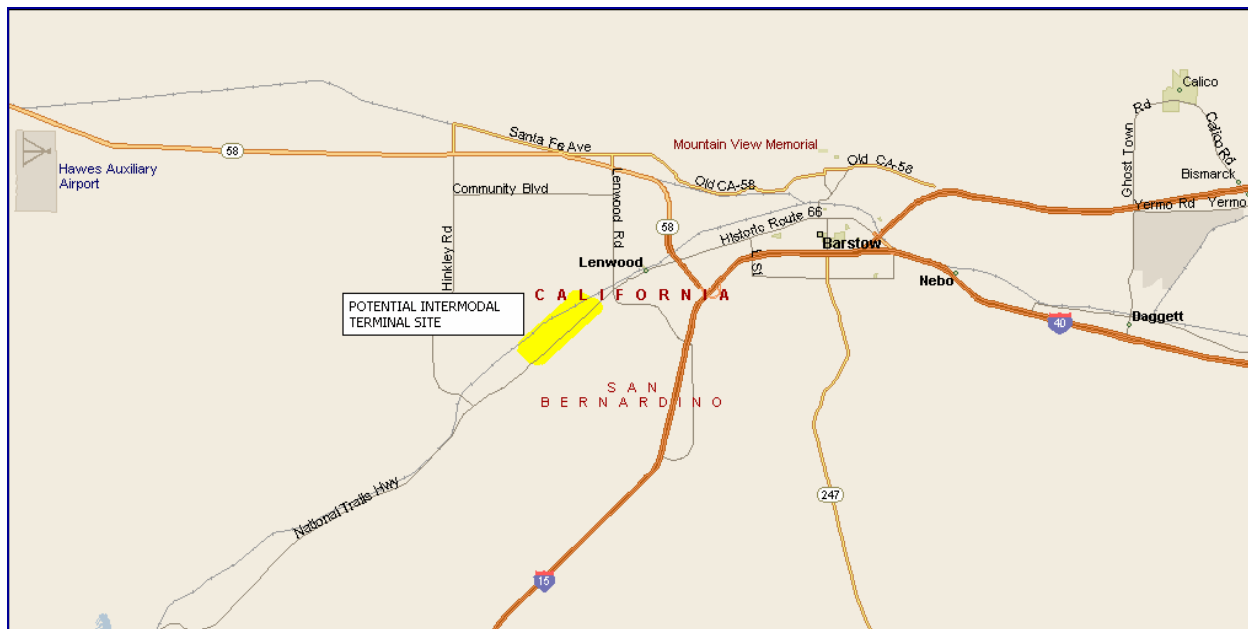 Calico
Ghost Town Rd
Calico Rd
Santa Fe Ave
58
Mountain View Memorial
Old CA-58
Hawes Auxiliary
Airport
Lenwood Rd
Community Blvd
Old CA-58
Bismarck
Yermo Rd
Yermo
Hinkley Rd
58
Historic Route 66
L St
Barstow
Lenwood
Nebo
CALIFORNIA
POTENTIAL INTERMODAL
TERMINAL SITE
40
Daggett
SAN
BERNARDINO
National Trails Hwy
247
15